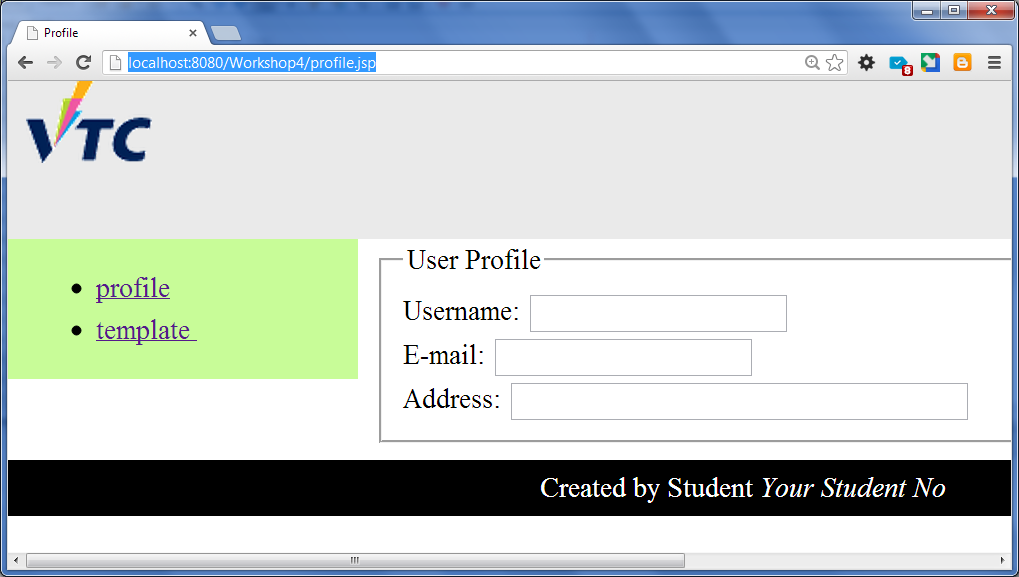 Profile
localhost:8080/Workshop4/profile.jsp
8
VTC
profile
template
User Profile
Username:
E-mail:
Address:
Created by Student Your Student No